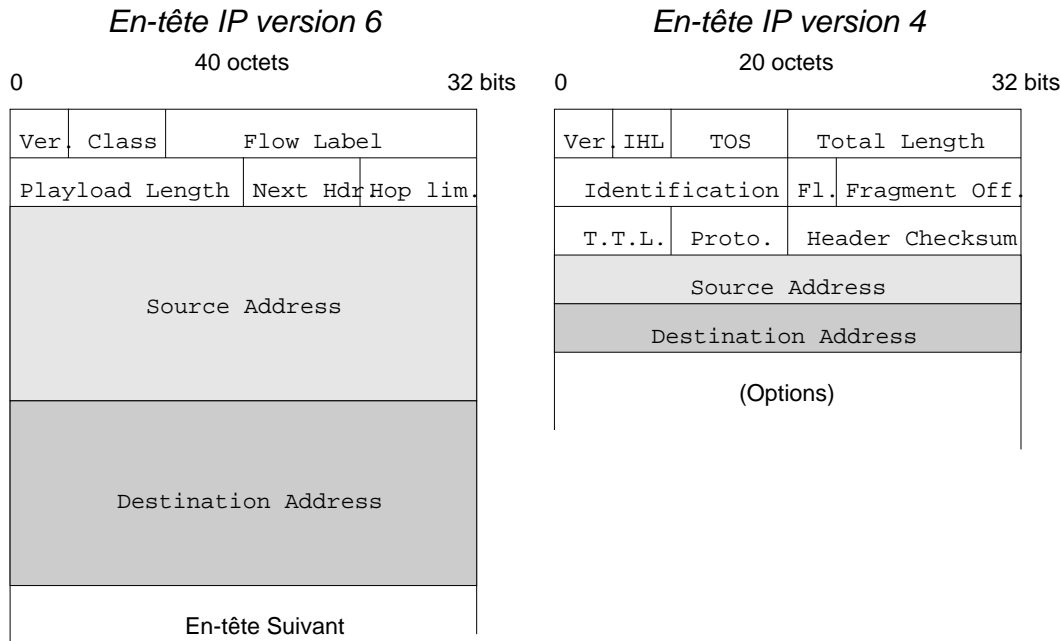 En-tête IP version 6
40 octets
0 32 bits
Ver. Class Flow Label
Playload Length Next Hdr. Hop lim.
Source Address
Destination Address
En-tête Suivant
En-tête IP version 4
20 octets
0 32 bits
Ver. IHL TOS Total Length
Identification Fl. Fragment Off.
T.T.L. Proto. Header Checksum
Source Address
Destination Address
(Options)